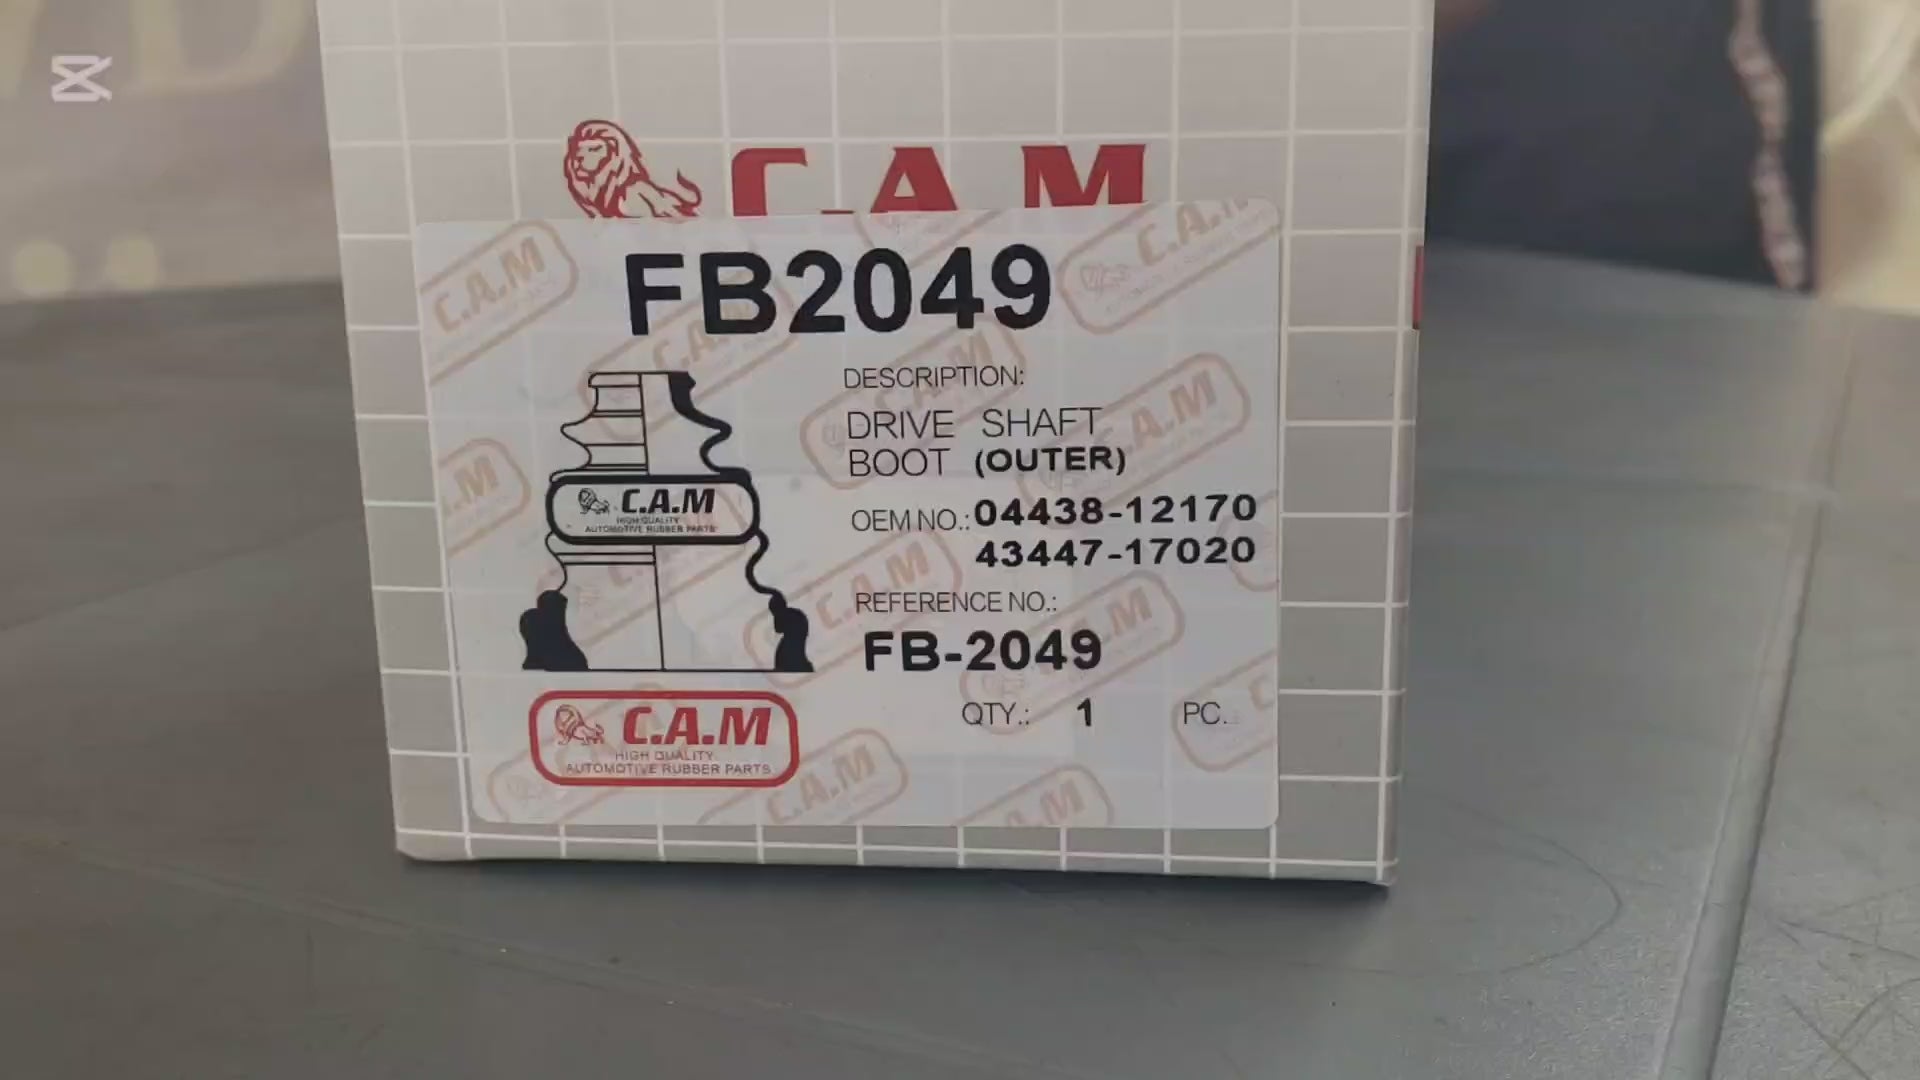 C.A.M
FB2049
DESCRIPTION:
DRIVE SHAFT
BOOT (OUTER)
OEM NO.: 04438-12170
43447-17020
REFERENCE NO.:
FB-2049
QTY.: 1 PC.
C.A.M
HIGH QUALITY
AUTOMOTIVE RUBBER PARTS
C.A.M
HIGH QUALITY
AUTOMOTIVE RUBBER PARTS